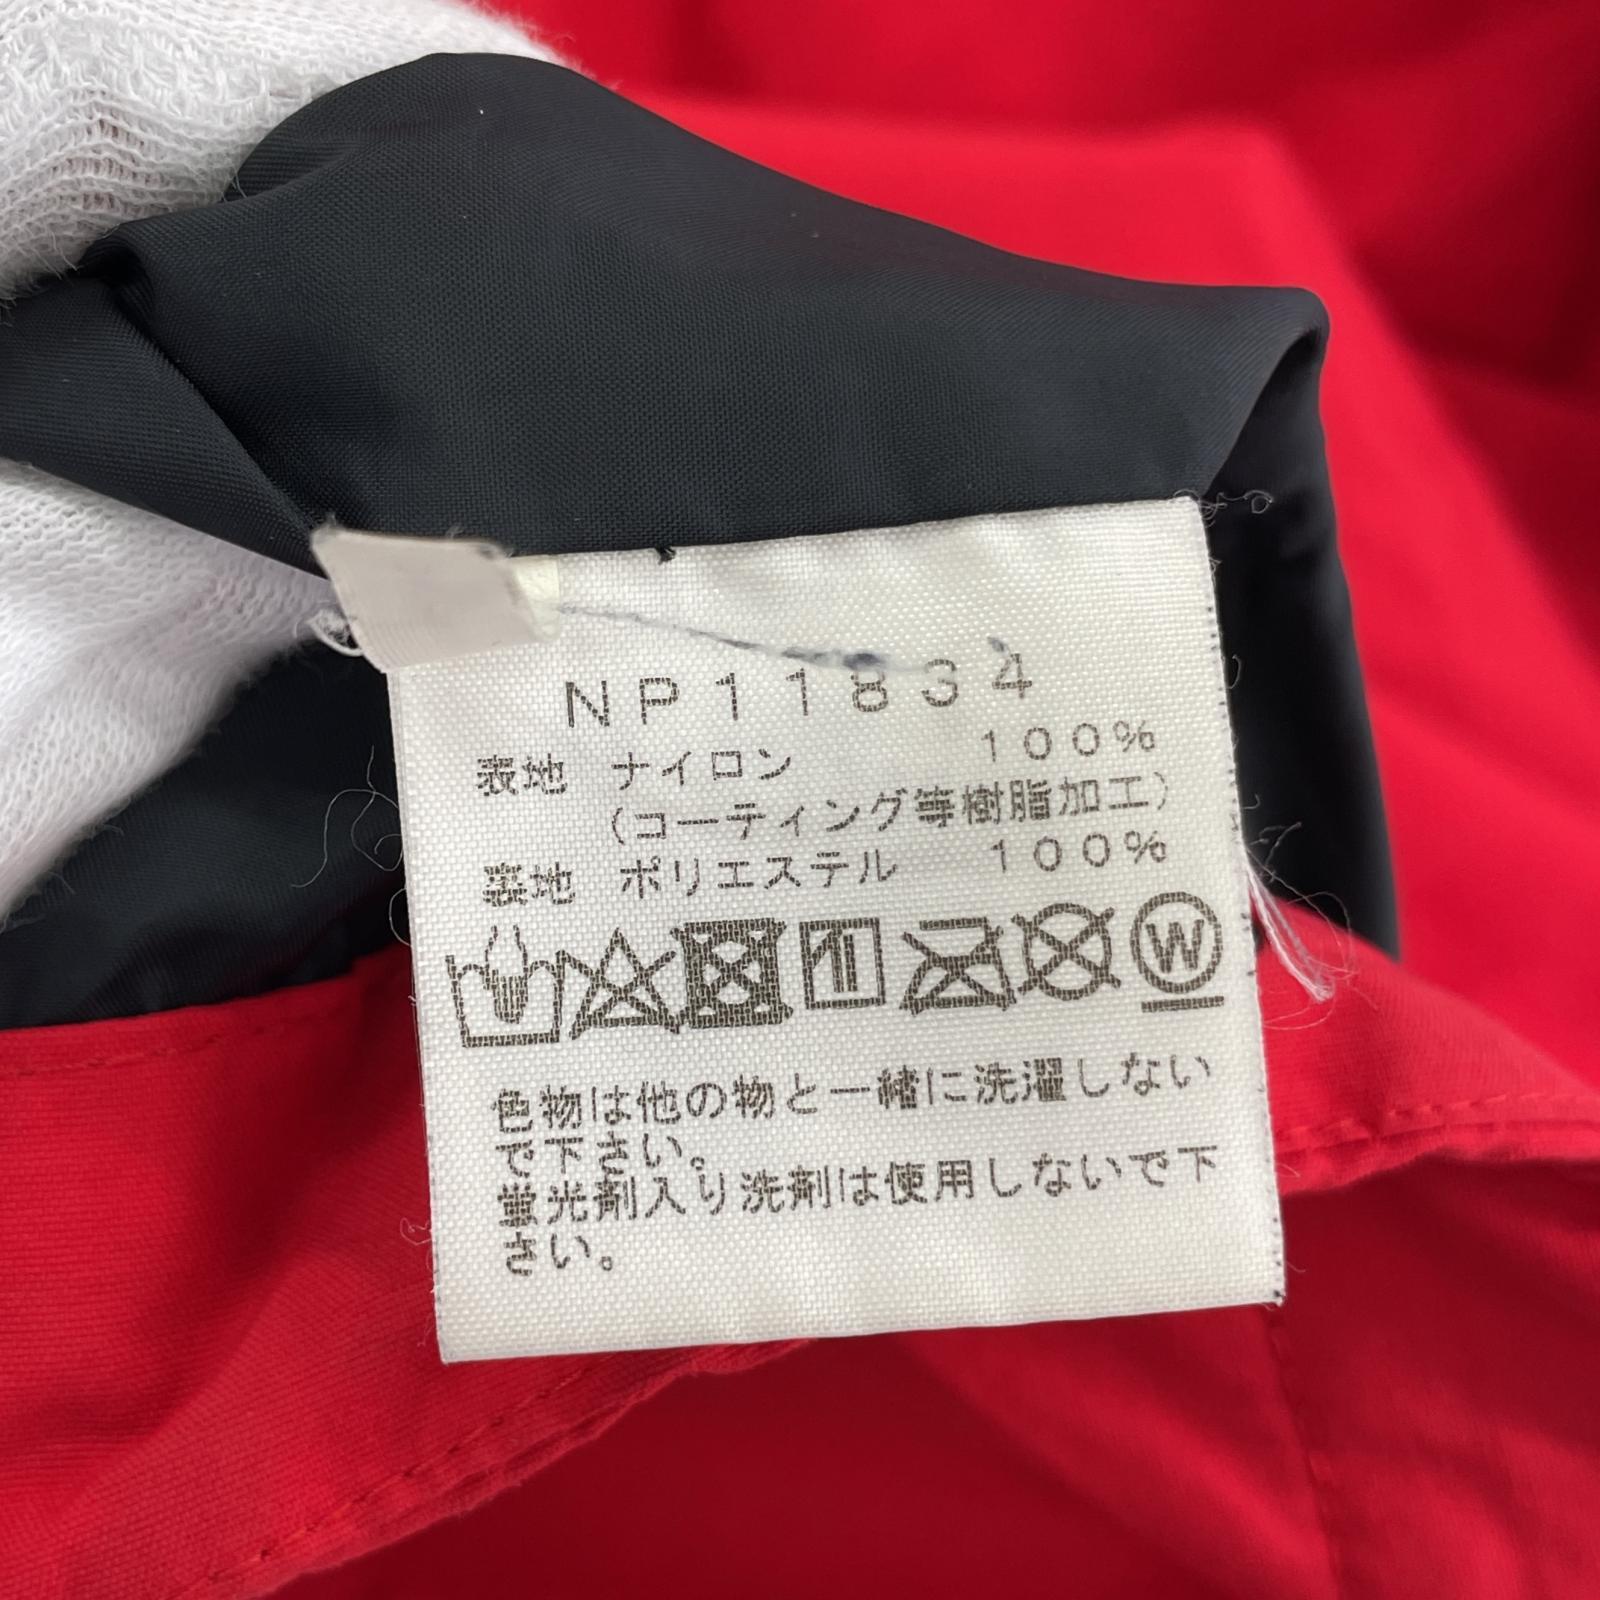 NP11834
表地 ナイロン 100%
(コーティング等樹脂加工)
裏地 ポリエステル 100%
W
色物は他の物と一緒に洗濯しない
で下さい。
蛍光剤入り洗剤は使用しないで下
さい。